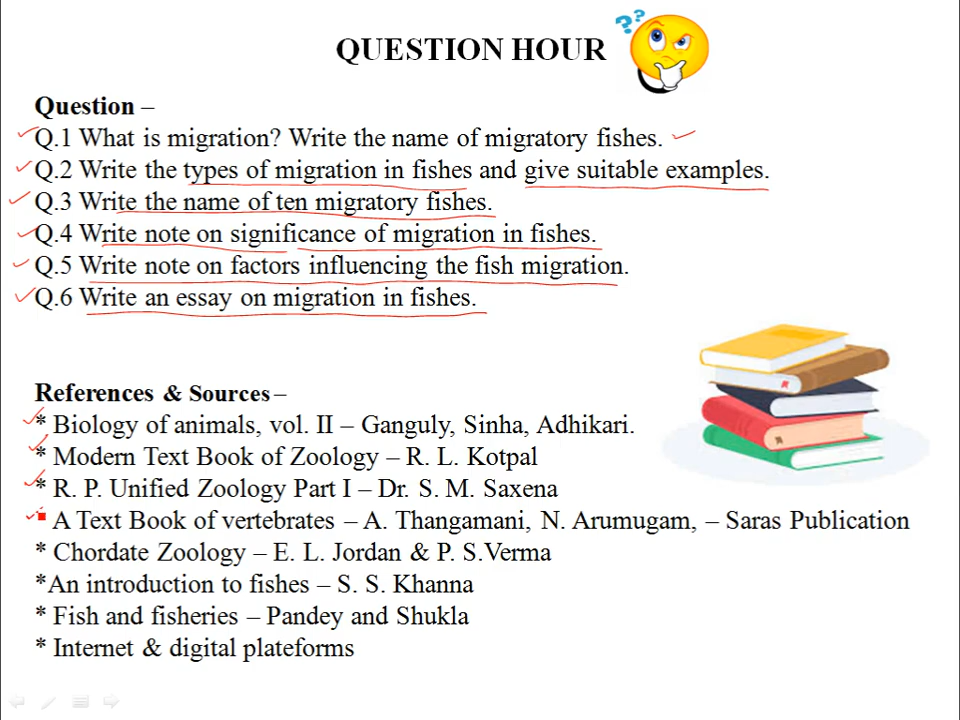 QUESTION HOUR
??
Question –
Q.1 What is migration? Write the name of migratory fishes.
Q.2 Write the types of migration in fishes and give suitable examples.
Q.3 Write the name of ten migratory fishes.
Q.4 Write note on significance of migration in fishes.
Q.5 Write note on factors influencing the fish migration.
Q.6 Write an essay on migration in fishes.
References & Sources –
* Biology of animals, vol. II – Ganguly, Sinha, Adhikari.
* Modern Text Book of Zoology – R. L. Kotpal
* R. P. Unified Zoology Part I – Dr. S. M. Saxena
* A Text Book of vertebrates – A. Thangamani, N. Arumugam, – Saras Publication
* Chordate Zoology – E. L. Jordan & P. S.Verma
*An introduction to fishes – S. S. Khanna
* Fish and fisheries – Pandey and Shukla
* Internet & digital plateforms